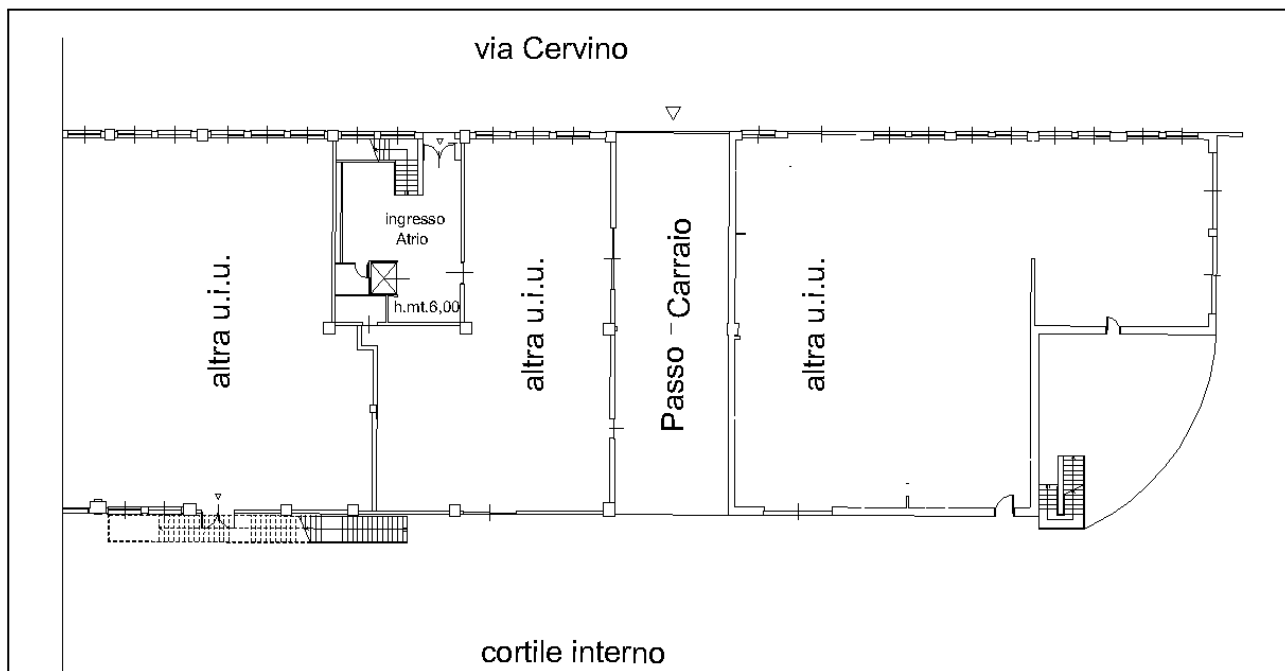 via Cervino
ingresso
Atrio
h.mt.6,00
altra u.i.u.
altra u.i.u.
Passo - Carraio
altra u.i.u.
cortile interno